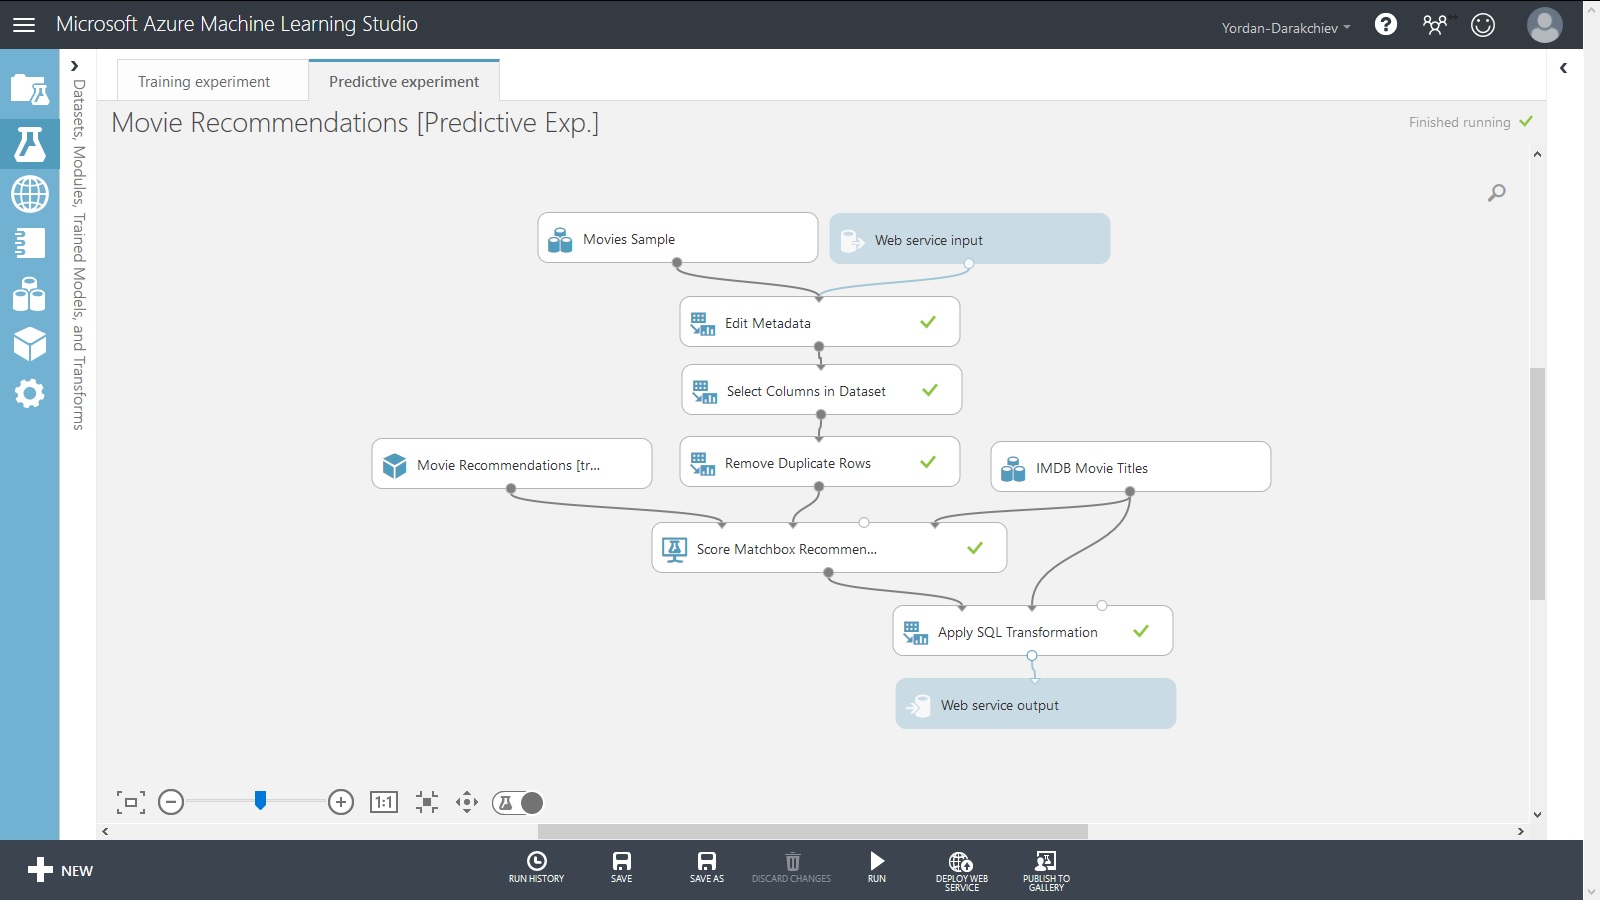 Microsoft Azure Machine Learning Studio
Yordan-Darakchiev
Training experiment
Predictive experiment
Datasets, Modules, Trained Models, and Transforms
Movie Recommendations [Predictive Exp.]
Finished running
Movies Sample
Web service input
Edit Metadata
Select Columns in Dataset
Movie Recommendations [tr...
Remove Duplicate Rows
IMDB Movie Titles
Score Matchbox Recommen...
Apply SQL Transformation
Web service output
1:1
NEW
RUN HISTORY
SAVE
SAVE AS
DISCARD CHANGES
RUN
DEPLOY WEB
SERVICE
PUBLISH TO
GALLERY